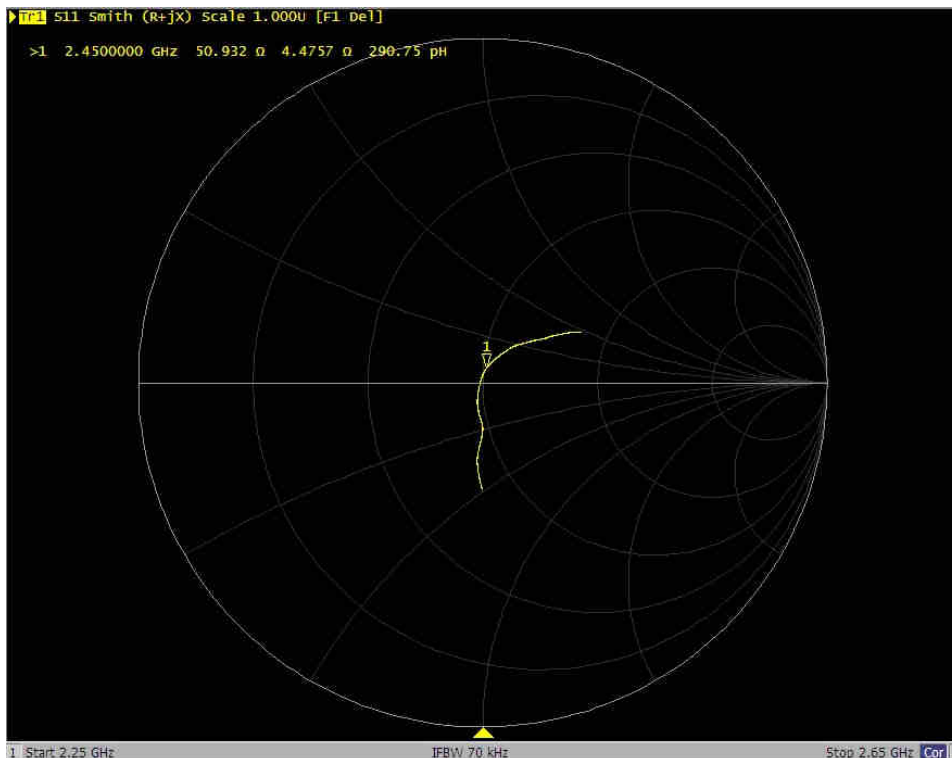 Tr1 S11 Smith (R+jX) Scale 1.000U [F1 Del]
>1 2.4500000 GHz 50.932 Ω 4.4757 Ω 290.75 pH
1
1 Start 2.25 GHz IFBW 70 kHz Stop 2.65 GHz Cor